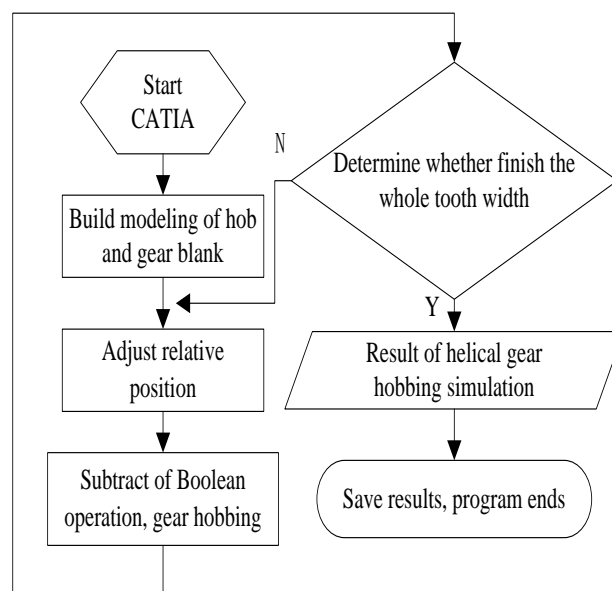 Start
CATIA
Build modeling of hob
and gear blank
Adjust relative
position
Subtract of Boolean
operation, gear hobbing
N
Determine whether finish the
whole tooth width
Y
Result of helical gear
hobbing simulation
Save results, program ends